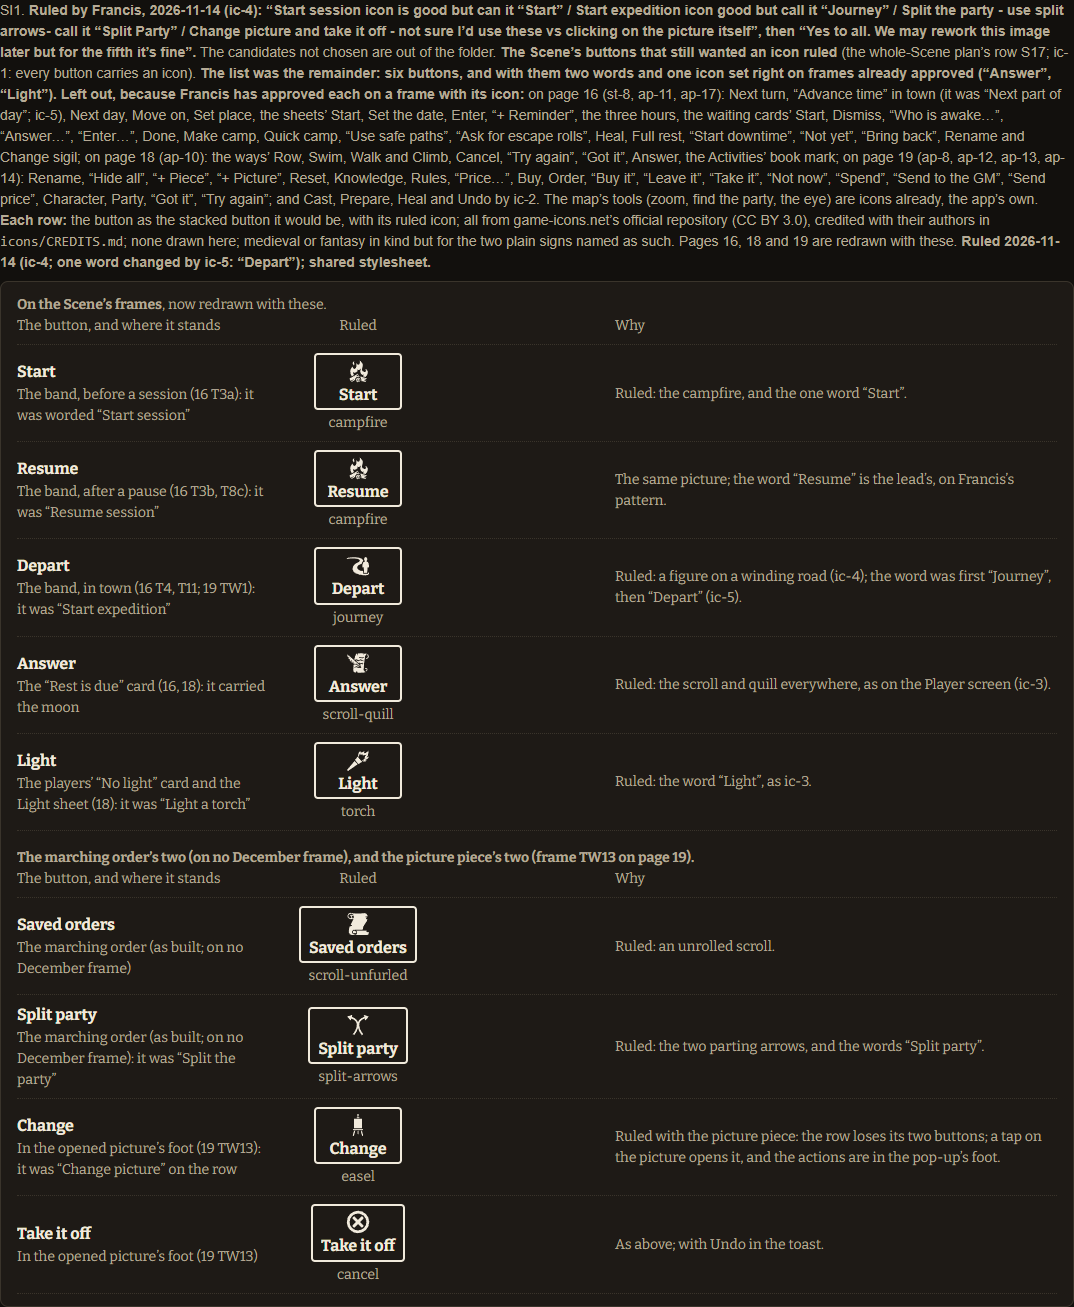 SI1. Ruled by Francis, 2026-11-14 (ic-4): “Start session icon is good but can it “Start” / Start expedition icon good but call it “Journey” / Split the party - use split
arrows- call it “Split Party” / Change picture and take it off - not sure I’d use these vs clicking on the picture itself”, then “Yes to all. We may rework this image
later but for the fifth it’s fine”. The candidates not chosen are out of the folder. The Scene’s buttons that still wanted an icon ruled (the whole-Scene plan’s row S17; ic-
1: every button carries an icon). The list was the remainder: six buttons, and with them two words and one icon set right on frames already approved (“Answer”,
“Light”). Left out, because Francis has approved each on a frame with its icon: on page 16 (st-8, ap-11, ap-17): Next turn, “Advance time” in town (it was “Next part of
day”; ic-5), Next day, Move on, Set place, the sheets’ Start, Set the date, Enter, “+ Reminder”, the three hours, the waiting cards’ Start, Dismiss, “Who is awake…”,
“Answer…”, “Enter…”, Done, Make camp, Quick camp, “Use safe paths”, “Ask for escape rolls”, Heal, Full rest, “Start downtime”, “Not yet”, “Bring back”, Rename and
Change sigil; on page 18 (ap-10): the ways’ Row, Swim, Walk and Climb, Cancel, “Try again”, “Got it”, Answer, the Activities’ book mark; on page 19 (ap-8, ap-12, ap-13, ap-
14): Rename, “Hide all”, “+ Piece”, “+ Picture”, Reset, Knowledge, Rules, “Price…”, Buy, Order, “Buy it”, “Leave it”, “Take it”, “Not now”, “Spend”, “Send to the GM”, “Send
price”, Character, Party, “Got it”, “Try again”; and Cast, Prepare, Heal and Undo by ic-2. The map’s tools (zoom, find the party, the eye) are icons already, the app’s own.
Each row: the button as the stacked button it would be, with its ruled icon; all from game-icons.net’s official repository (CC BY 3.0), credited with their authors in
icons/CREDITS.md; none drawn here; medieval or fantasy in kind but for the two plain signs named as such. Pages 16, 18 and 19 are redrawn with these. Ruled 2026-11-
14 (ic-4; one word changed by ic-5: “Depart”); shared stylesheet.
On the Scene’s frames, now redrawn with these.
The button, and where it stands
Ruled
Why
Start
The band, before a session (16 T3a): it
was worded “Start session”
Start
campfire
Ruled: the campfire, and the one word “Start”.
Resume
The band, after a pause (16 T3b, T8c): it
was “Resume session”
Resume
campfire
The same picture; the word “Resume” is the lead’s, on Francis’s
pattern.
Depart
The band, in town (16 T4, T11; 19 TW1):
it was “Start expedition”
Depart
journey
Ruled: a figure on a winding road (ic-4); the word was first “Journey”,
then “Depart” (ic-5).
Answer
The “Rest is due” card (16, 18): it carried
the moon
Answer
scroll-quill
Ruled: the scroll and quill everywhere, as on the Player screen (ic-3).
Light
The players’ “No light” card and the
Light sheet (18): it was “Light a torch”
Light
torch
Ruled: the word “Light”, as ic-3.
The marching order’s two (on no December frame), and the picture piece’s two (frame TW13 on page 19).
The button, and where it stands
Ruled
Why
Saved orders
The marching order (as built; on no
December frame)
Saved orders
scroll-unfurled
Ruled: an unrolled scroll.
Split party
The marching order (as built; on no
December frame): it was “Split the
party”
Split party
split-arrows
Ruled: the two parting arrows, and the words “Split party”.
Change
In the opened picture’s foot (19 TW13):
it was “Change picture” on the row
Change
easel
Ruled with the picture piece: the row loses its two buttons; a tap on
the picture opens it, and the actions are in the pop-up’s foot.
Take it off
In the opened picture’s foot (19 TW13)
Take it off
cancel
As above; with Undo in the toast.